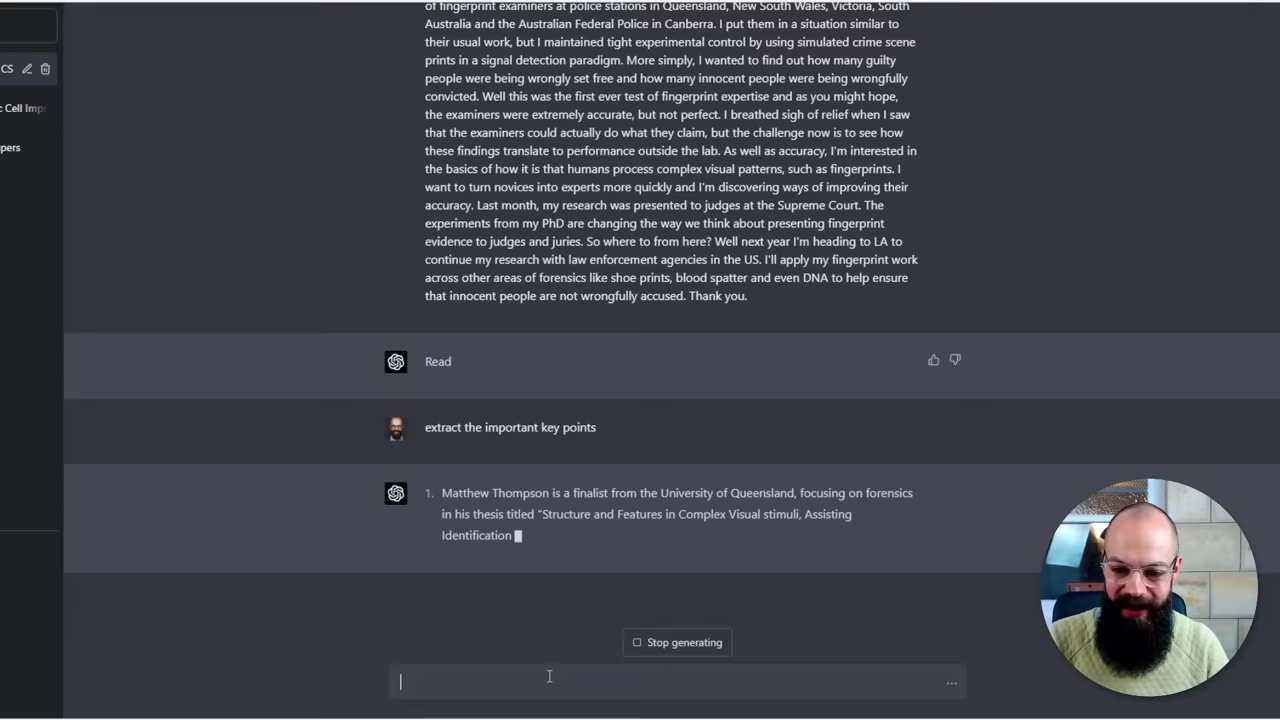 of fingerprint examiners at police stations in Queensland, New South Wales, Victoria, South
Australia and the Australian Federal Police in Canberra. I put them in a situation similar to
CS
their usual work, but I maintained tight experimental control by using simulated crime scene
prints in a signal detection paradigm. More simply, I wanted to find out how many guilty
people were being wrongly set free and how many innocent people were being wrongfully
convicted. Well this was the first ever test of fingerprint expertise and as you might hope,
c Cell Imp
the examiners were extremely accurate, but not perfect. I breathed sigh of relief when I saw
that the examiners could actually do what they claim, but the challenge now is to see how
pers
these findings translate to performance outside the lab. As well as accuracy, I'm interested in
the basics of how it is that humans process complex visual patterns, such as fingerprints. I
want to turn novices into experts more quickly and I'm discovering ways of improving their
accuracy. Last month, my research was presented to judges at the Supreme Court. The
experiments from my PhD are changing the way we think about presenting fingerprint
evidence to judges and juries. So where to from here? Well next year I'm heading to LA to
continue my research with law enforcement agencies in the US. I'll apply my fingerprint work
across other areas of forensics like shoe prints, blood spatter and even DNA to help ensure
that innocent people are not wrongfully accused. Thank you.
Read
extract the important key points
1. Matthew Thompson is a finalist from the University of Queensland, focusing on forensics
in his thesis titled "Structure and Features in Complex Visual stimuli, Assisting
Identification
Stop generating